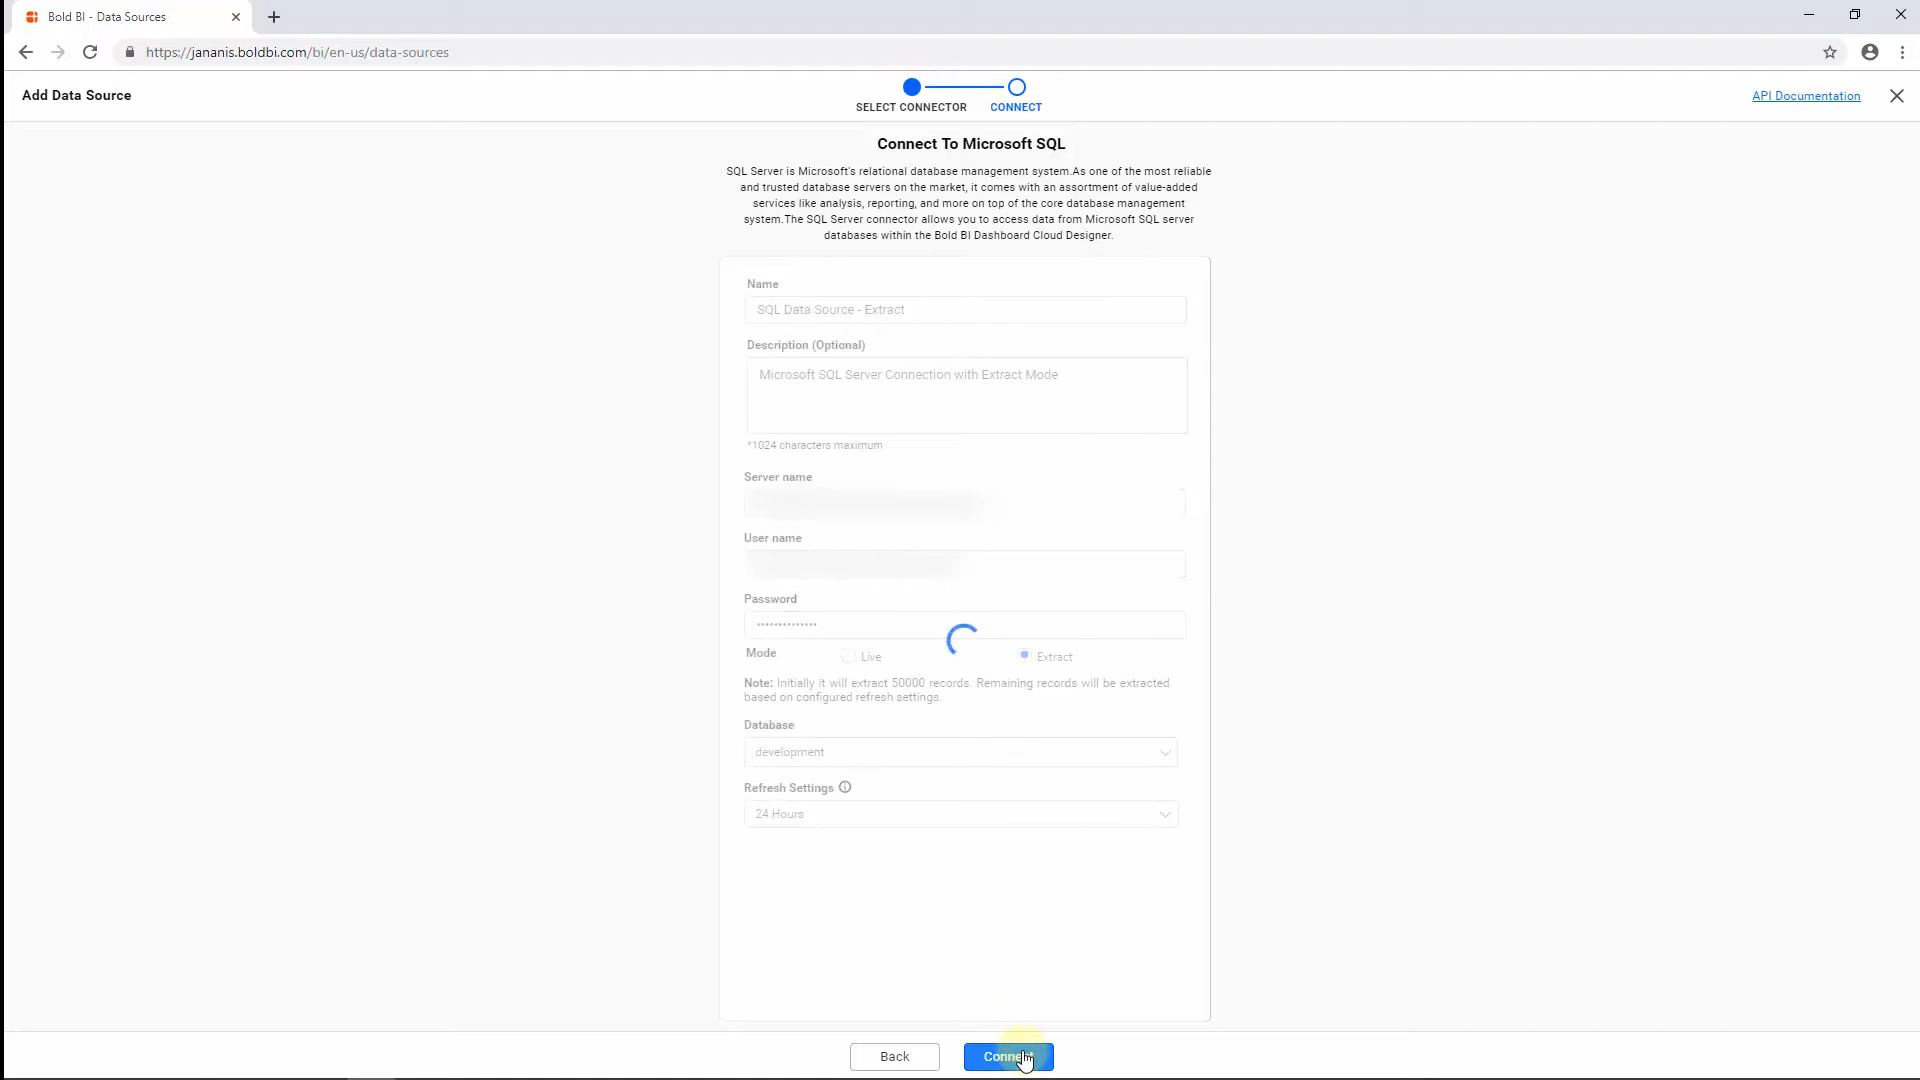 Bold BI - Data Sources
https://jananis.boldbi.com/bi/en-us/data-sources
Add Data Source
SELECT CONNECTOR
CONNECT
API Documentation
Connect To Microsoft SQL
SQL Server is Microsoft's relational database management system.As one of the most reliable
and trusted database servers on the market, it comes with an assortment of value-added
services like analysis, reporting, and more on top of the core database management
system.The SQL Server connector allows you to access data from Microsoft SQL server
databases within the Bold BI Dashboard Cloud Designer.
Name
SQL Data Source - Extract
Description (Optional)
Microsoft SQL Server Connection with Extract Mode
*1024 characters maximum
Server name
User name
Password
Mode
Live
Extract
Note: Initially it will extract 50000 records. Remaining records will be extracted
based on configured refresh settings.
Database
development
Refresh Settings
24 Hours
Back
Connect